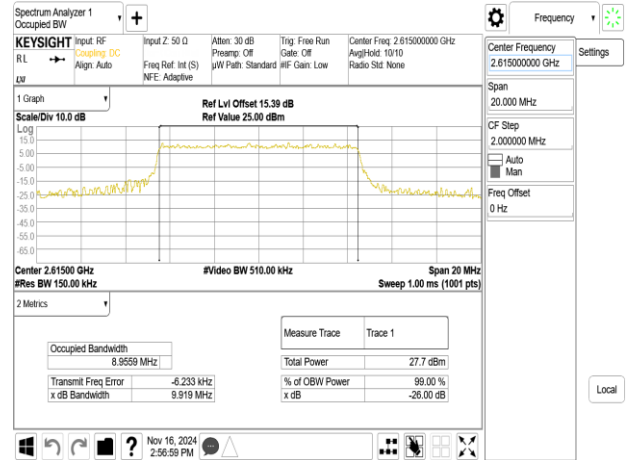 Spectrum Analyzer 1
Occupied BW
Frequency
KEYSIGHT
RL
LXI
Input: RF
Coupling: DC
Align: Auto
Input Z: 50 Ω
Freq Ref: Int (S)
NFE: Adaptive
Atten: 30 dB
Preamp: Off
µW Path: Standard
Trig: Free Run
Gate: Off
#IF Gain: Low
Center Freq: 2.615000000 GHz
Avg|Hold: 10/10
Radio Std: None
Center Frequency
2.615000000 GHz
Settings
Span
20.000 MHz
CF Step
2.000000 MHz
Auto
Man
Freq Offset
0 Hz
Local
1 Graph
Scale/Div 10.0 dB
Ref Lvl Offset 15.39 dB
Ref Value 25.00 dBm
Log
15.0
5.00
-5.00
-15.0
-25.0
-35.0
-45.0
-55.0
-65.0
Center 2.61500 GHz
#Res BW 150.00 kHz
#Video BW 510.00 kHz
Span 20 MHz
Sweep 1.00 ms (1001 pts)
2 Metrics
Measure Trace Trace 1
Occupied Bandwidth
8.9559 MHz
Total Power 27.7 dBm
Transmit Freq Error -6.233 kHz
% of OBW Power 99.00 %
x dB Bandwidth 9.919 MHz
x dB -26.00 dB
?
Nov 16, 2024
2:56:59 PM